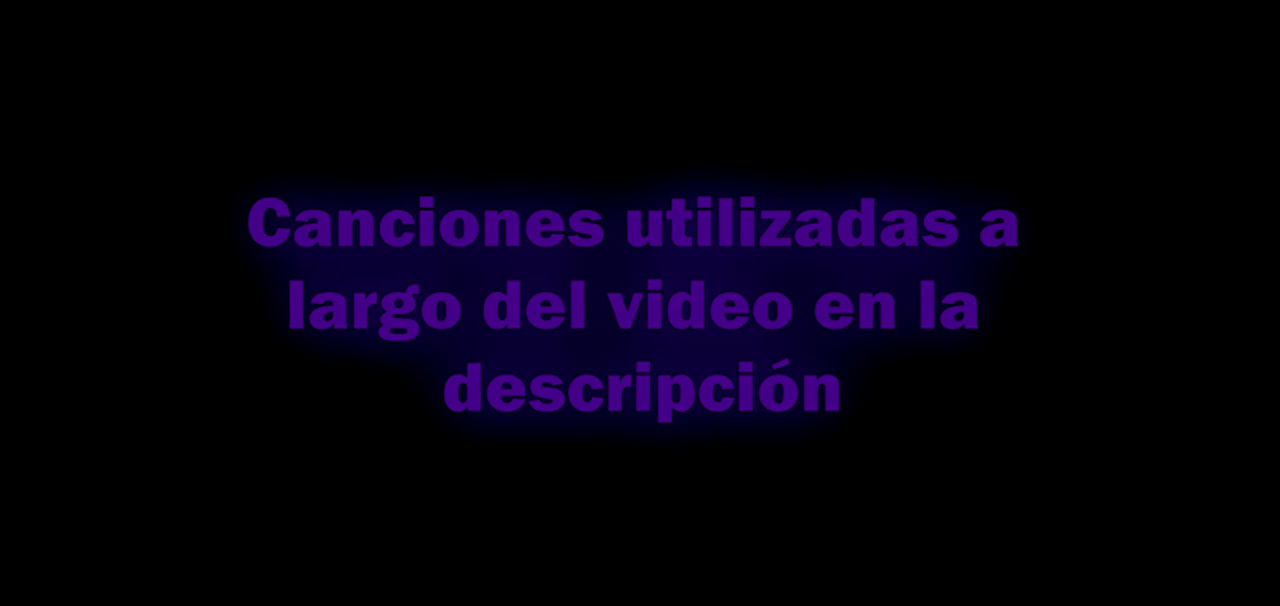 Canciones utilizadas a
largo del video en la
descripción